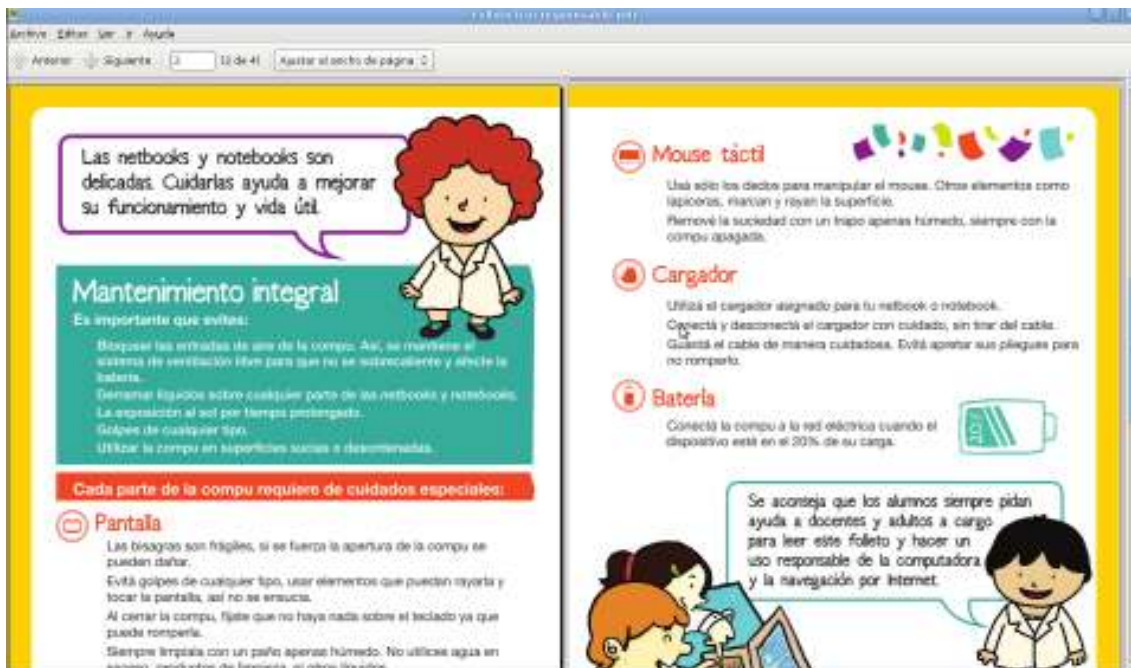 Archivo Editar Ver Ir Ayuda
Anterior Siguiente 3 (3 de 4) Ajustar al ancho de página
Las netbooks y notebooks son
delicadas. Cuidarlas ayuda a mejorar
su funcionamiento y vida útil.
Mantenimiento integral
Es importante que evites:
Bloquear las entradas de aire de la compu. Así, se mantiene el
sistema de ventilación libre para que no se sobrecaliente y afecte la
batería.
Derramar líquidos sobre cualquier parte de las netbooks y notebooks.
La exposición al sol por tiempo prolongado.
Golpes de cualquier tipo.
Utilizar la compu en superficies sucias o desordenadas.
Cada parte de la compu requiere de cuidados especiales:
Pantalla
Las bisagras son frágiles, si se fuerza la apertura de la compu se
pueden dañar.
Evitá golpes de cualquier tipo, usar elementos que puedan rayarla y
tocar la pantalla, así no se ensucia.
Al cerrar la compu, fijate que no haya nada sobre el teclado ya que
puede romperla.
Siempre limpiala con un paño apenas húmedo. No utilices agua en
exceso, productos de limpieza, ni otros líquidos.
Mouse táctil
Usá sólo los dedos para manipular el mouse. Otros elementos como
lapiceras, marcan y rayan la superficie.
Remové la suciedad con un trapo apenas húmedo, siempre con la
compu apagada.
Cargador
Utilizá el cargador asignado para tu netbook o notebook.
Conectá y desconectá el cargador con cuidado, sin tirar del cable.
Guardá el cable de manera cuidadosa. Evitá apretar sus pliegues para
no romperlo.
Batería
Conectá la compu a la red eléctrica cuando el
dispositivo esté en el 20% de su carga.
20%
Se aconseja que los alumnos siempre pidan
ayuda a docentes y adultos a cargo
para leer este folleto y hacer un
uso responsable de la computadora
y la navegación por Internet.